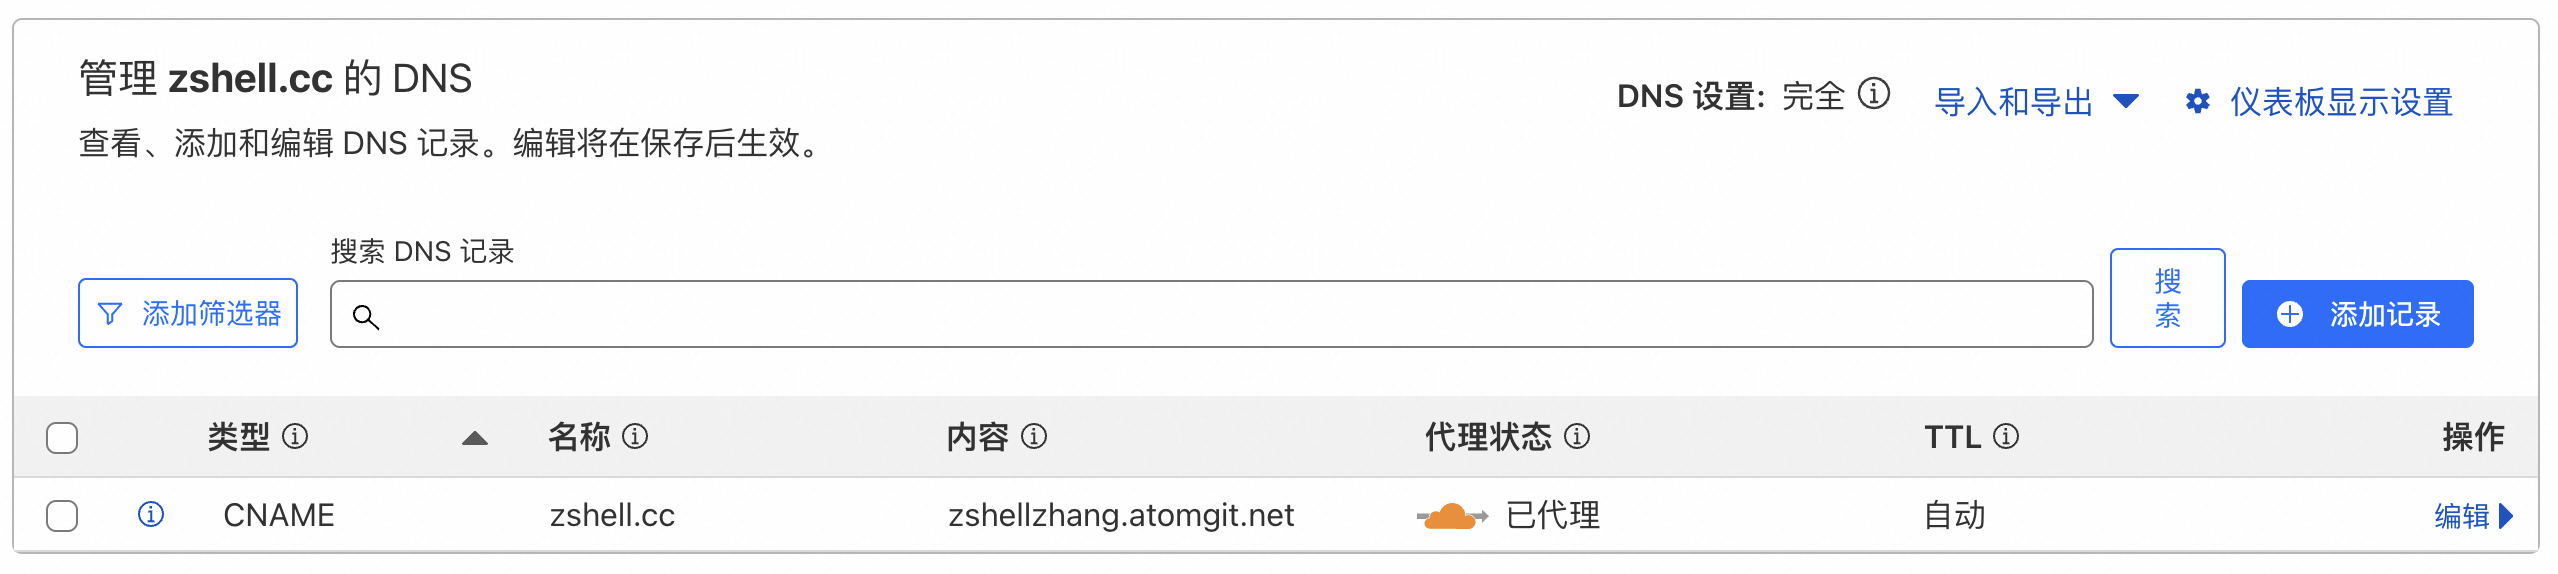 管理 zshell.cc 的 DNS
查看、添加和编辑 DNS 记录。编辑将在保存后生效。
DNS 设置: 完全
导入和导出
仪表板显示设置
添加筛选器
搜索 DNS 记录
搜
索
添加记录
类型 名称 内容 代理状态 TTL 操作
CNAME zshell.cc zshellzhang.atomgit.net 已代理 自动 编辑